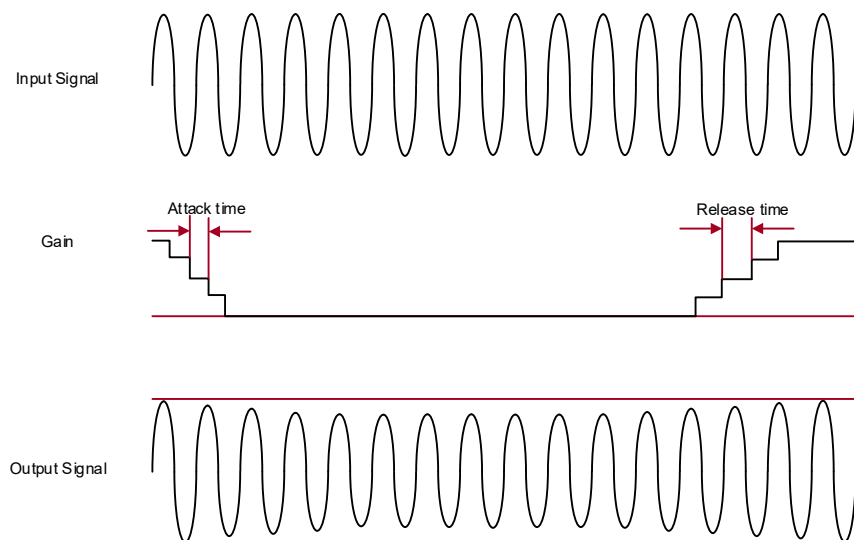 Input Signal
Attack time
Release time
Gain
Output Signal